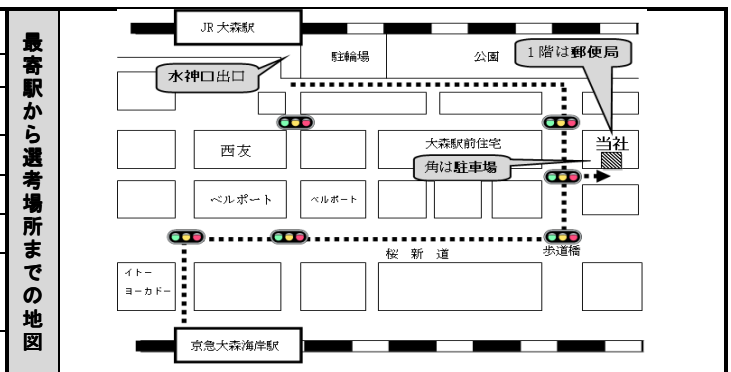 最寄駅から選考場所までの地図
JR 大森駅
駐輪場
公園
1階は郵便局
水神口出口
西友
大森駅前住宅
当社
角は駐車場
ベルポート
ベルポート
桜新道
歩道橋
イトー
ヨーカドー
京急大森海岸駅